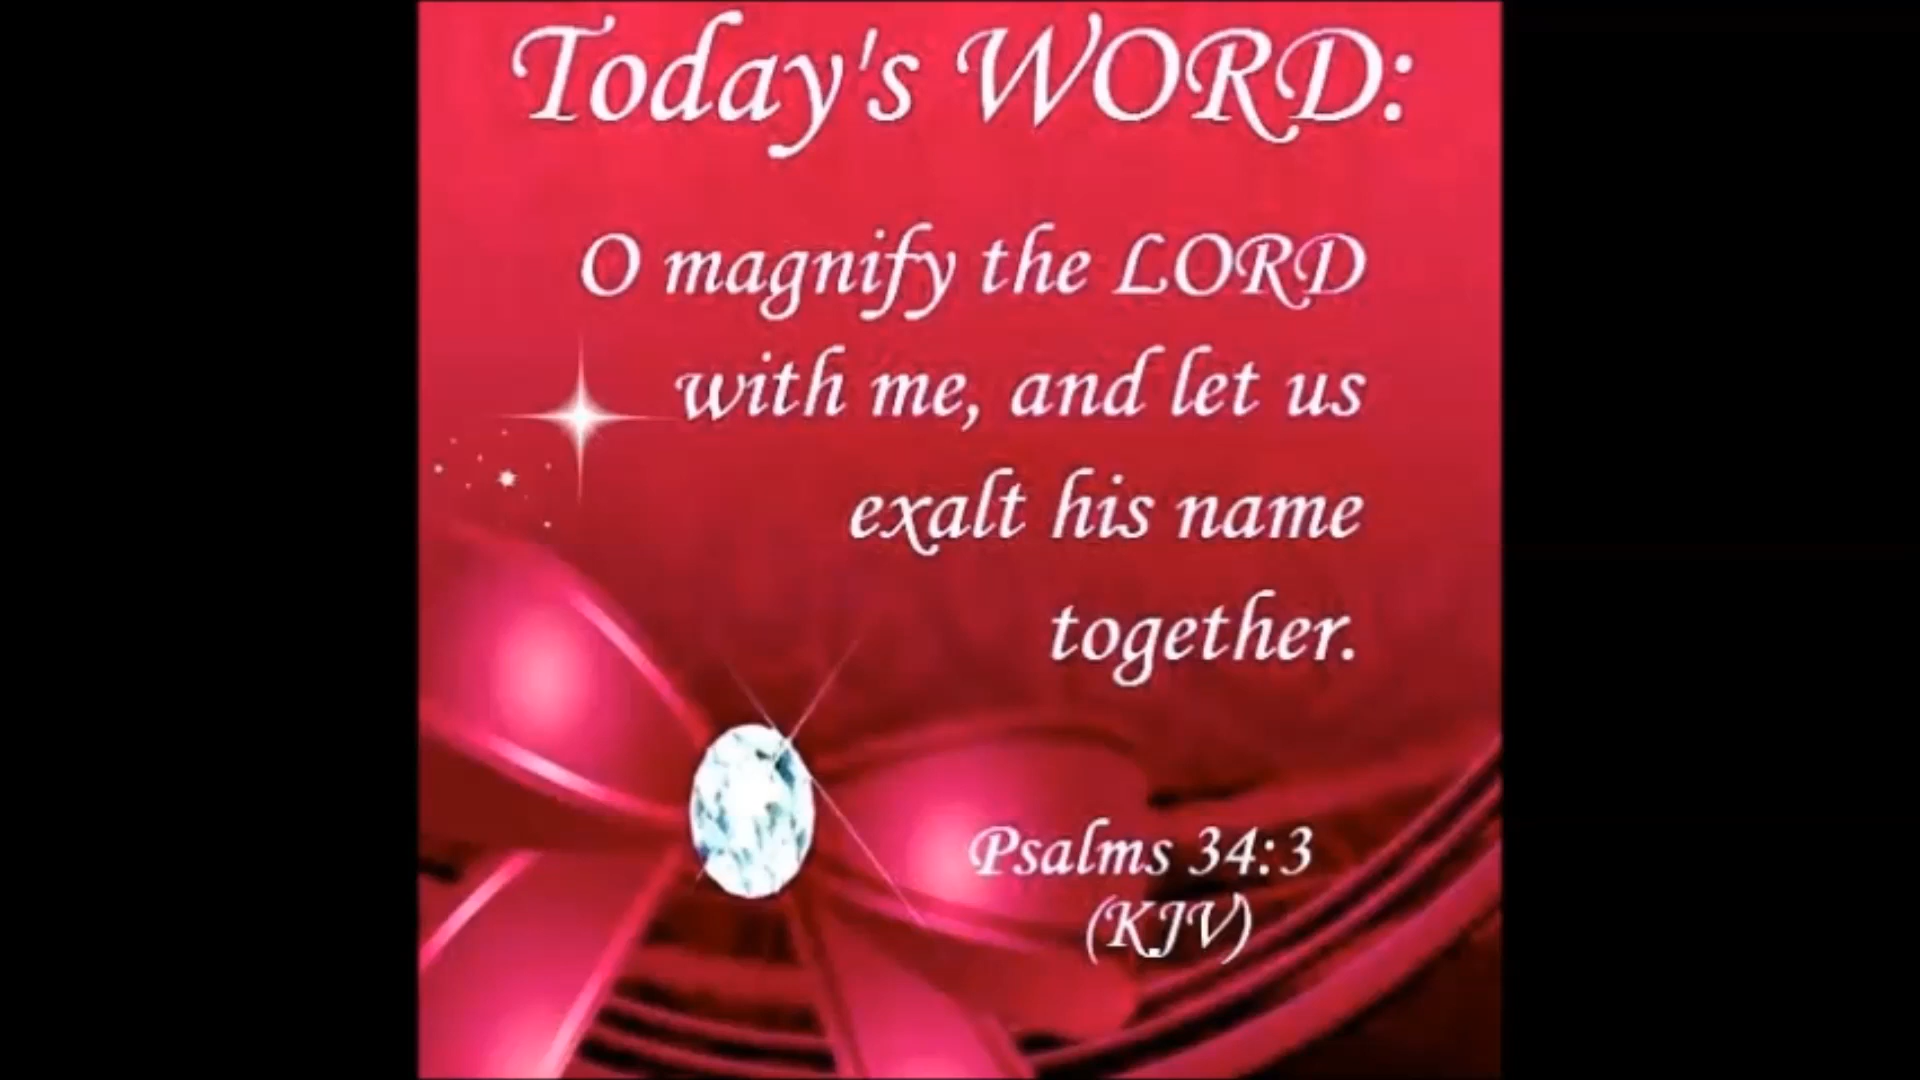 Today's WORD:
O magnify the LORD
with me, and let us
exalt his name
together.
Psalms 34:3
(KJV)